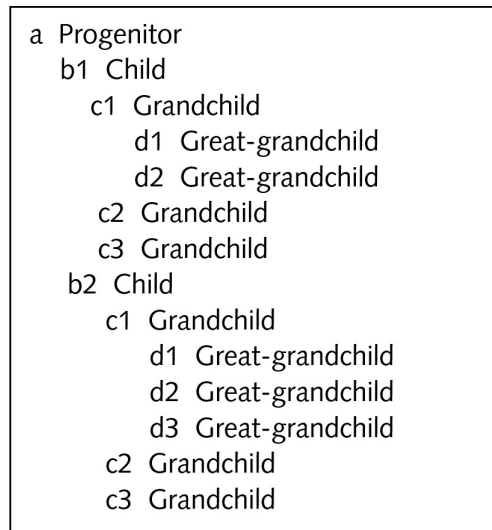 a Progenitor
b1 Child
c1 Grandchild
d1 Great-grandchild
d2 Great-grandchild
c2 Grandchild
c3 Grandchild
b2 Child
c1 Grandchild
d1 Great-grandchild
d2 Great-grandchild
d3 Great-grandchild
c2 Grandchild
c3 Grandchild